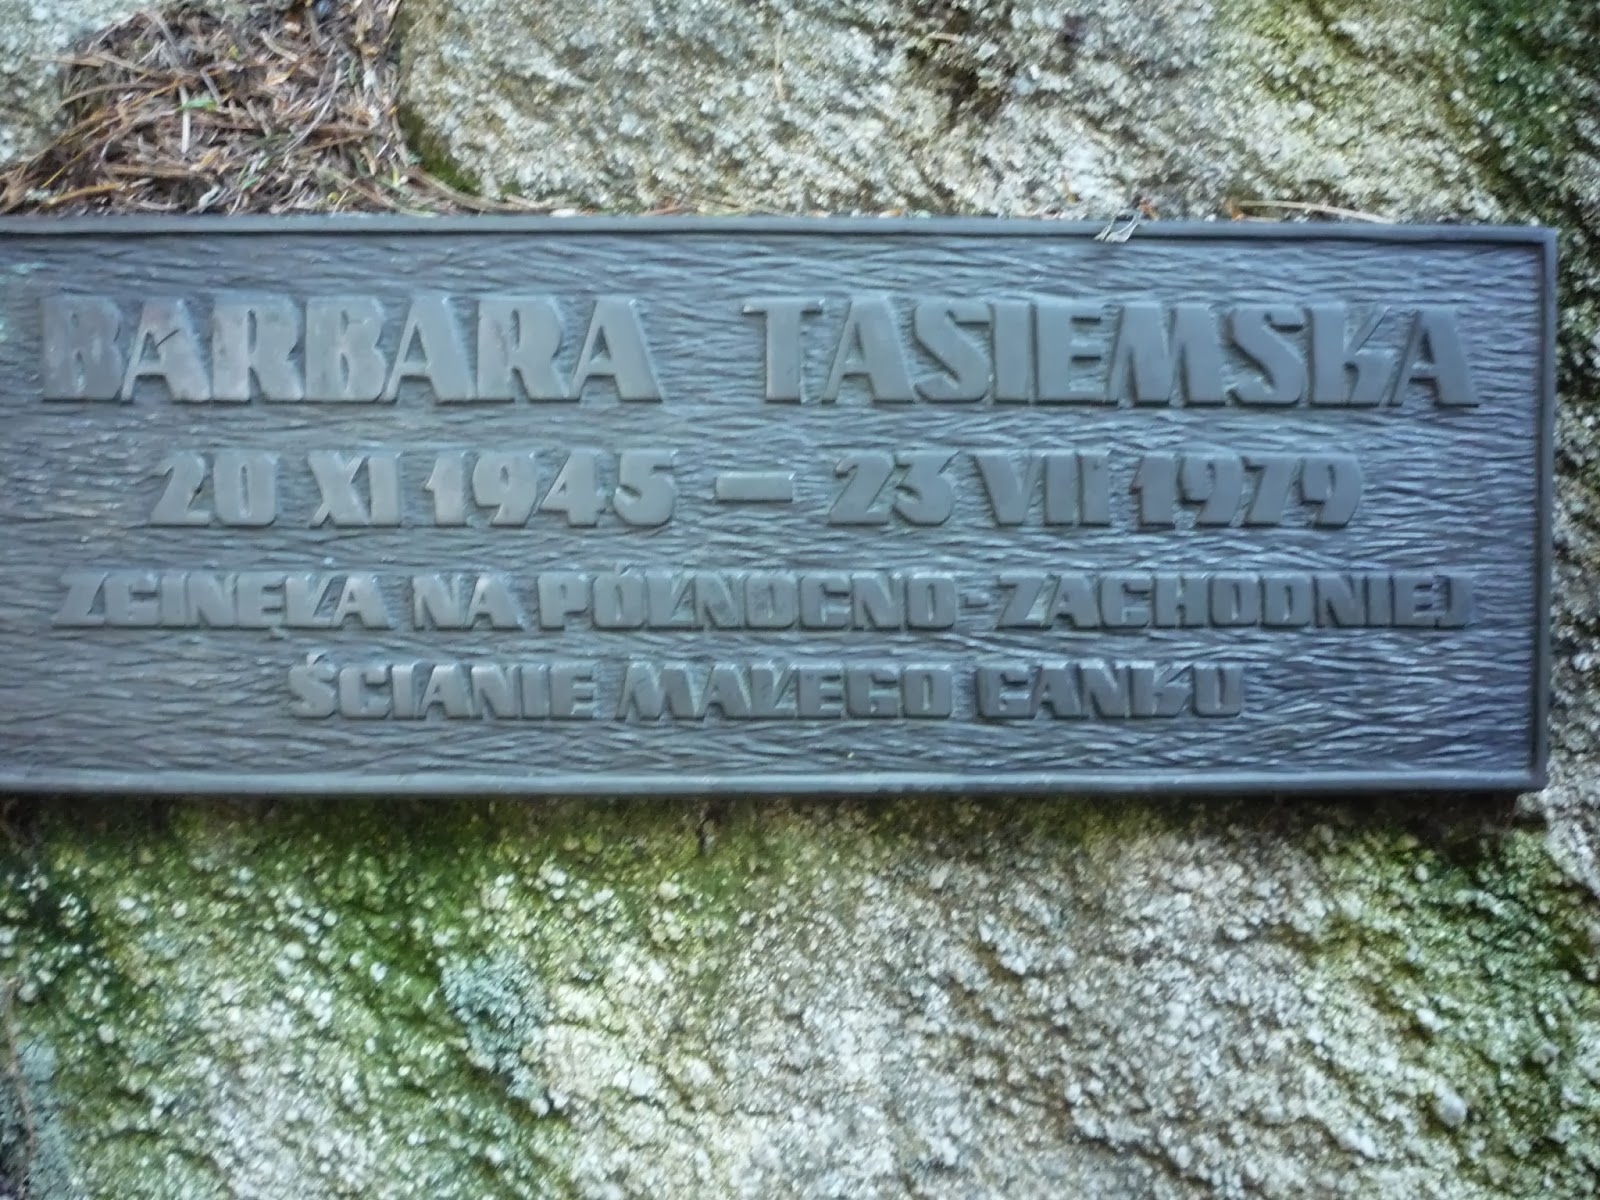 BARBARA TASIEMSKA
20 XI 1945 — 23 VII 1979
ZGINĘŁA NA PÓŁNOCNO-ZACHODNIEJ
ŚCIANIE MAŁEGO GANKU